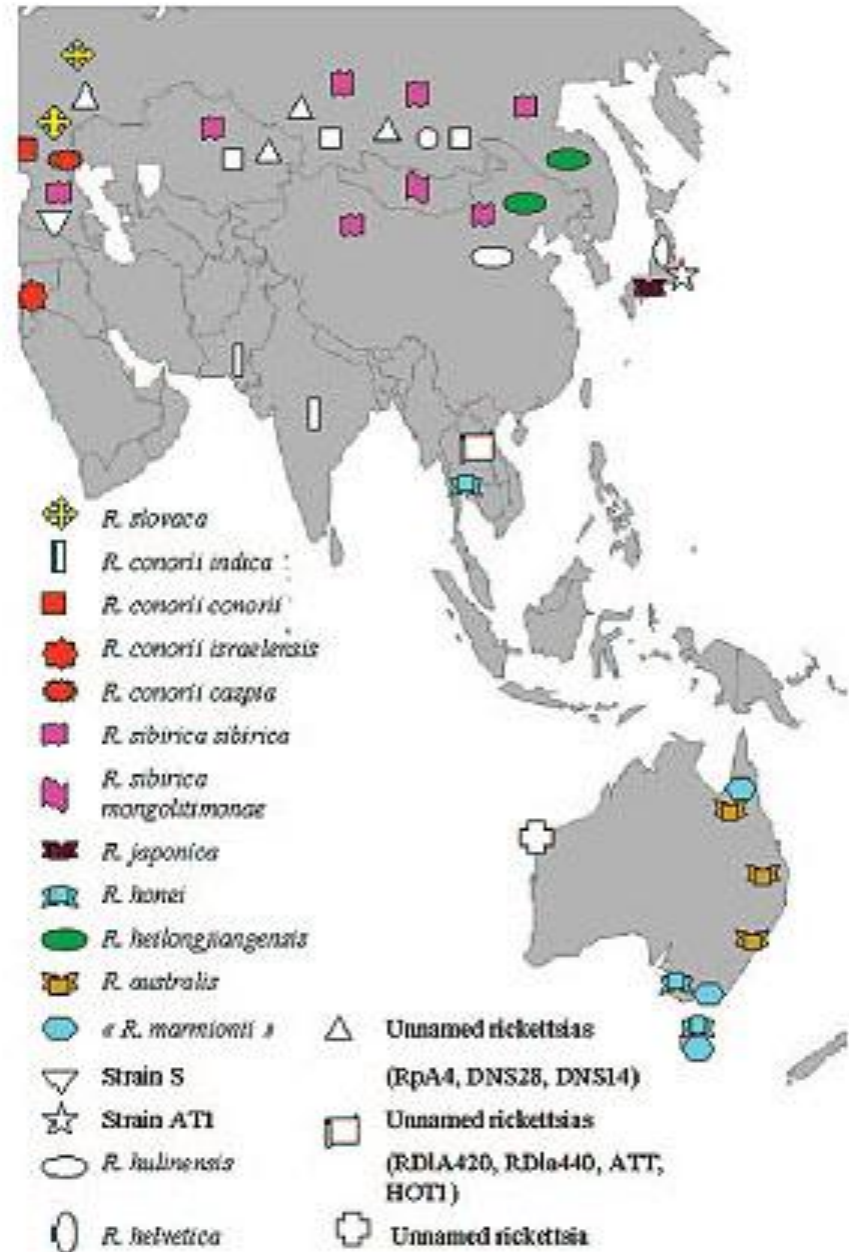 R. slovaca
R. conorii indica
R. conorii conorii
R. conorii israelensis
R. conorii caspia
R. sibirica sibirica
R. sibirica
mongolitimonae
R. japonica
R. honei
R. heilongjiangensis
R. australis
« R. marmionii »
Strain S
Strain AT1
R. hulinensis
R. helvetica
Unnamed rickettsias
(RpA4, DNS28, DNS14)
Unnamed rickettsias
(RDlA420, RDla440, ATT,
HOT1)
Unnamed rickettsia